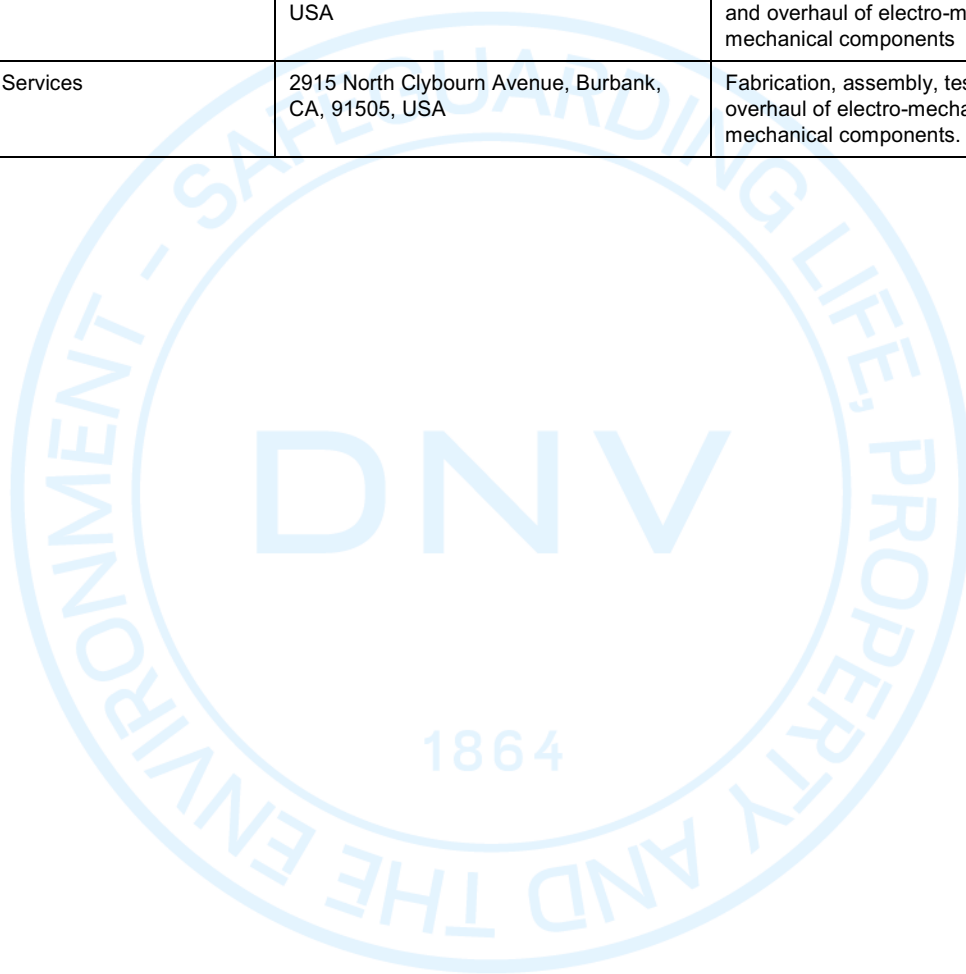 USA
and overhaul of electro-m
mechanical components
Services
2915 North Clybourn Avenue, Burbank,
CA, 91505, USA
Fabrication, assembly, tes
overhaul of electro-mecha
mechanical components.
SAFEGUARDING LIFE, PROPERTY AND THE ENVIRONMENT -
DNV
1864